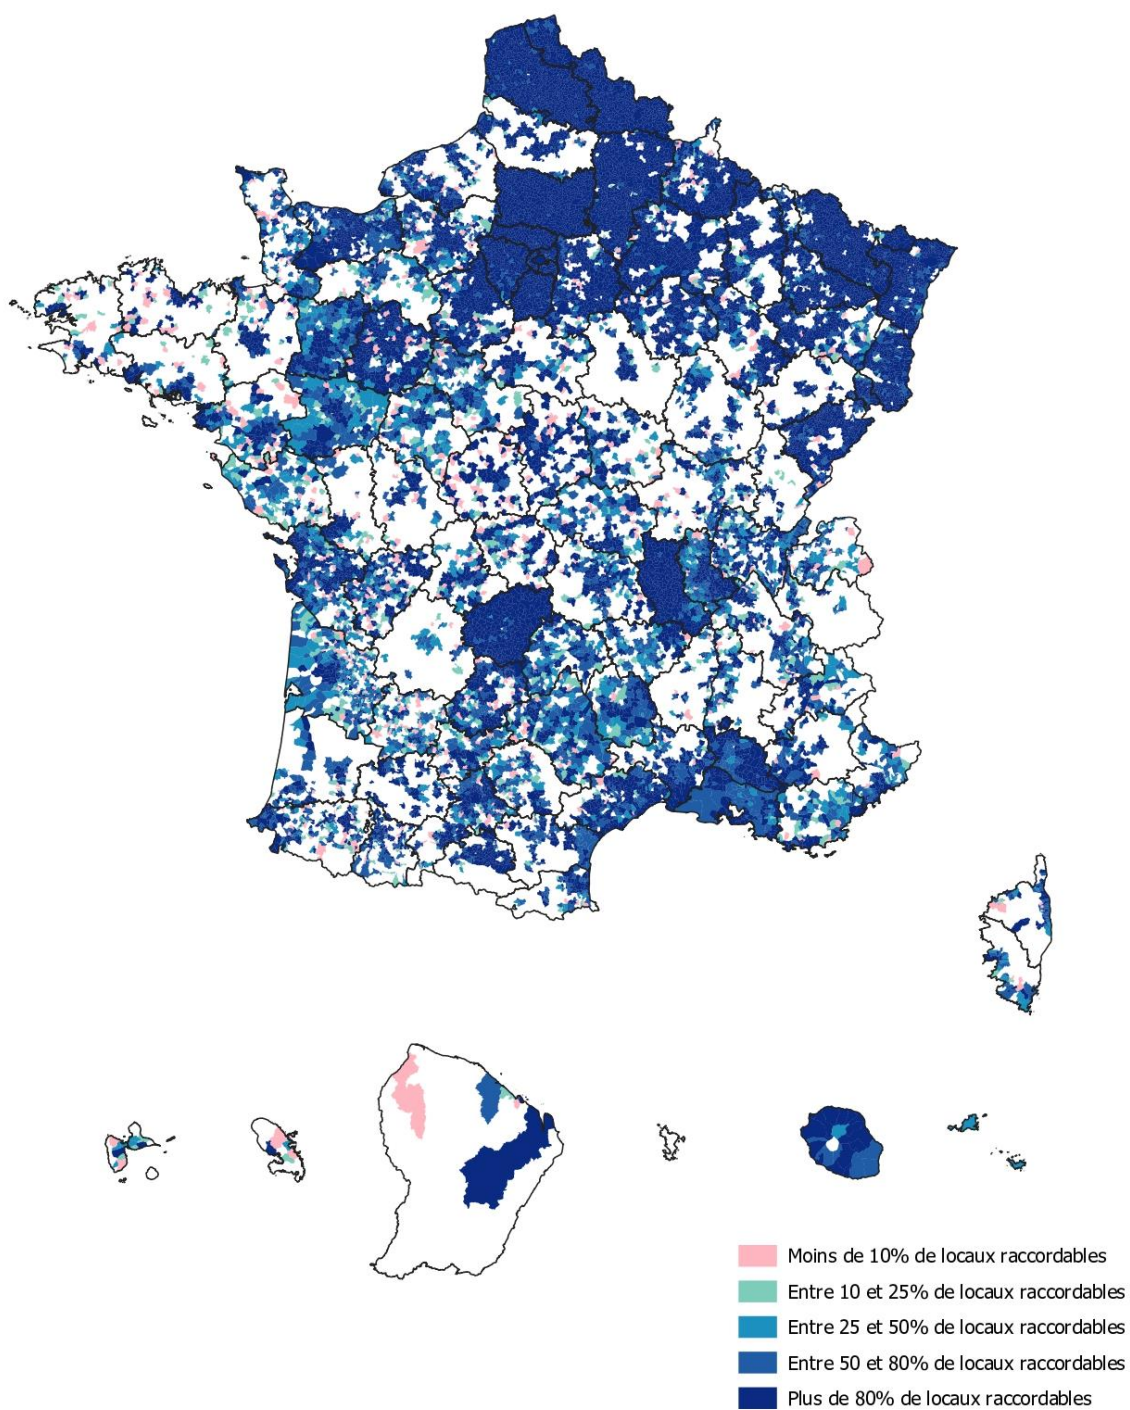 Moins de 10% de locaux raccordables
Entre 10 et 25% de locaux raccordables
Entre 25 et 50% de locaux raccordables
Entre 50 et 80% de locaux raccordables
Plus de 80% de locaux raccordables